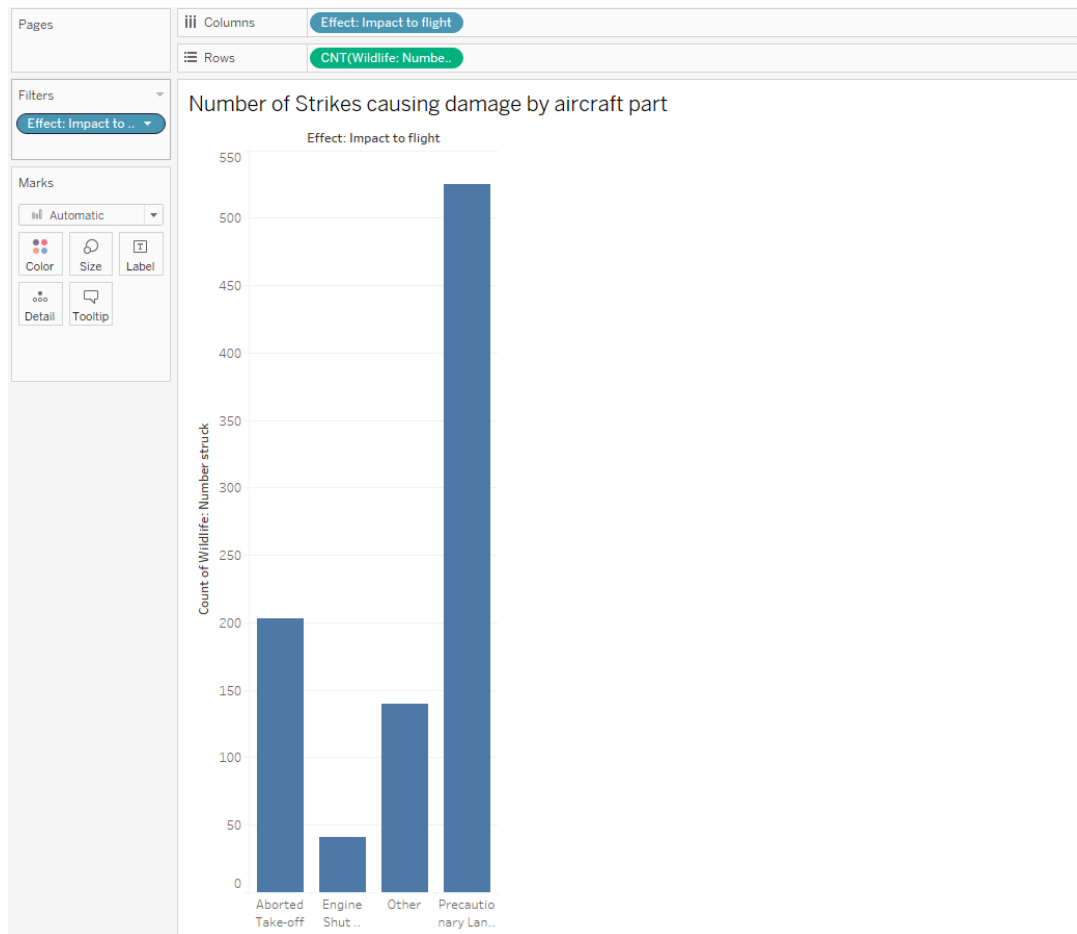 Pages
Columns
Effect: Impact to flight
Rows
CNT(Wildlife: Numbe..
Filters
Effect: Impact to ..
Marks
Automatic
Color
Size
T
Label
Detail
Tooltip
Number of Strikes causing damage by aircraft part
Effect: Impact to flight
Count of Wildlife: Number struck
550
500
450
400
350
300
250
200
150
100
50
0
Aborted
Take-off
Engine
Shut ..
Other
Precautio
nary Lan..